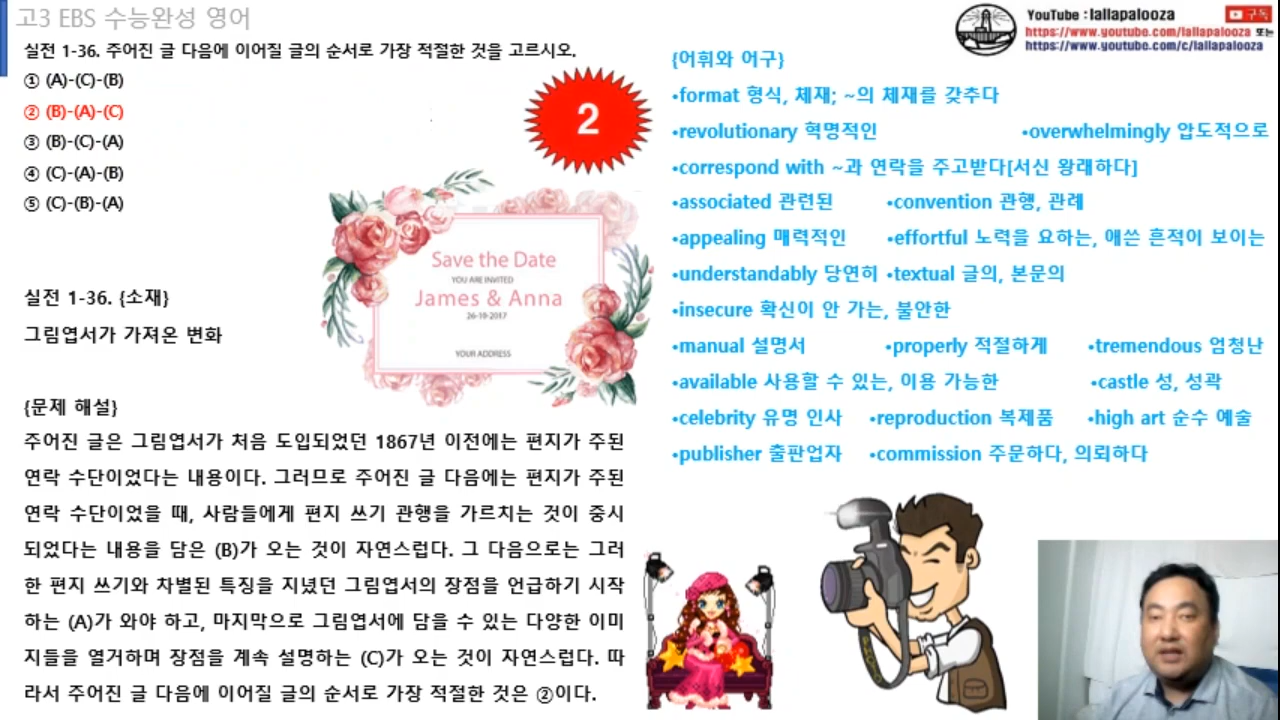 고3 EBS 수능완성 영어
실전 1-36. 주어진 글 다음에 이어질 글의 순서로 가장 적절한 것을 고르시오.
① (A)-(C)-(B)
② (B)-(A)-(C)
③ (B)-(C)-(A)
④ (C)-(A)-(B)
⑤ (C)-(B)-(A)
2
Save the Date
YOU ARE INVITED
James & Anna
26-10-2017
YOUR ADDRESS
실전 1-36. {소재}
그림엽서가 가져온 변화
{문제 해설}
주어진 글은 그림엽서가 처음 도입되었던 1867년 이전에는 편지가 주된
연락 수단이었다는 내용이다. 그러므로 주어진 글 다음에는 편지가 주된
연락 수단이었을 때, 사람들에게 편지 쓰기 관행을 가르치는 것이 중시
되었다는 내용을 담은 (B)가 오는 것이 자연스럽다. 그 다음으로는 그러
한 편지 쓰기와 차별된 특징을 지녔던 그림엽서의 장점을 언급하기 시작
하는 (A)가 와야 하고, 마지막으로 그림엽서에 담을 수 있는 다양한 이미
지들을 열거하며 장점을 계속 설명하는 (C)가 오는 것이 자연스럽다. 따
라서 주어진 글 다음에 이어질 글의 순서로 가장 적절한 것은 ②이다.
YouTube : lallapalooza
구독
https://www.youtube.com/lallapalooza 또는
https://www.youtube.com/c/lallapalooza
{어휘와 어구}
•format 형식, 체재; ~의 체재를 갖추다
•revolutionary 혁명적인 •overwhelmingly 압도적으로
•correspond with ~과 연락을 주고받다[서신 왕래하다]
•associated 관련된 •convention 관행, 관례
•appealing 매력적인 •effortful 노력을 요하는, 애쓴 흔적이 보이는
•understandably 당연히 •textual 글의, 본문의
•insecure 확신이 안 가는, 불안한
•manual 설명서 •properly 적절하게 •tremendous 엄청난
•available 사용할 수 있는, 이용 가능한 •castle 성, 성곽
•celebrity 유명 인사 •reproduction 복제품 •high art 순수 예술
•publisher 출판업자 •commission 주문하다, 의뢰하다